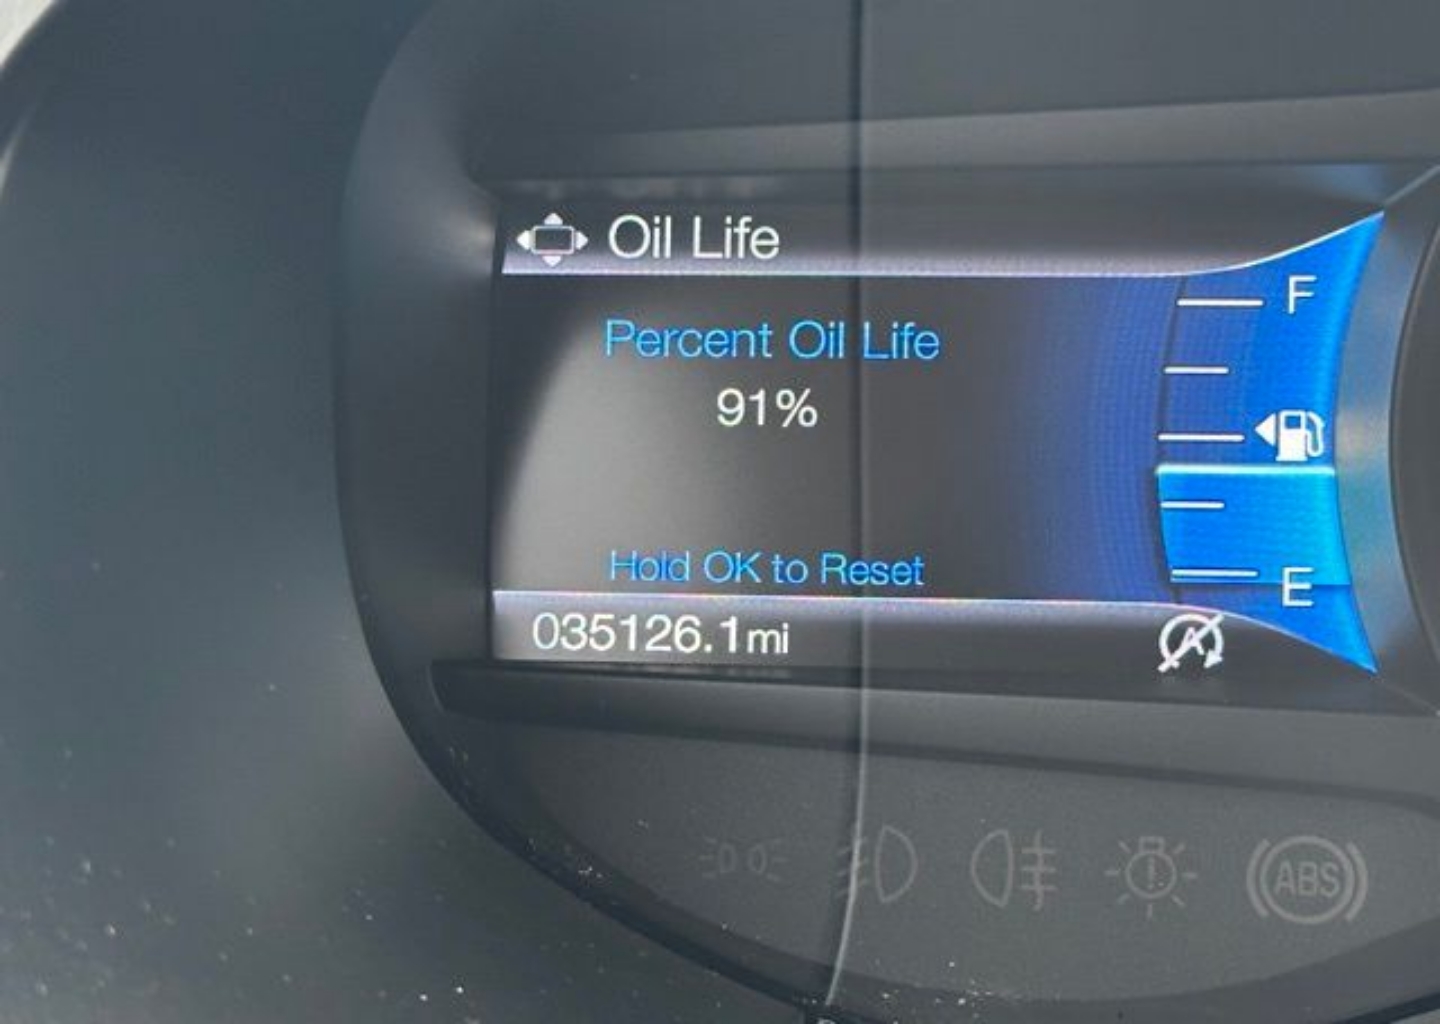 Oil Life
F
Percent Oil Life
91%
Hold OK to Reset
E
035126.1mi
A
ABS